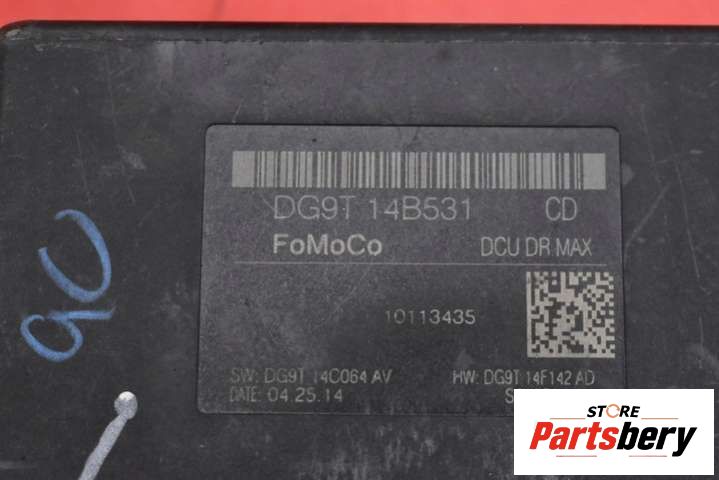 DG9T 14B531 CD
FoMoCo DCU DR MAX
10113435
SW: DG9T 14C064 AV HW: DG9T 14F142 AD
DATE: 04.25.14 S
STORE
Partsbery